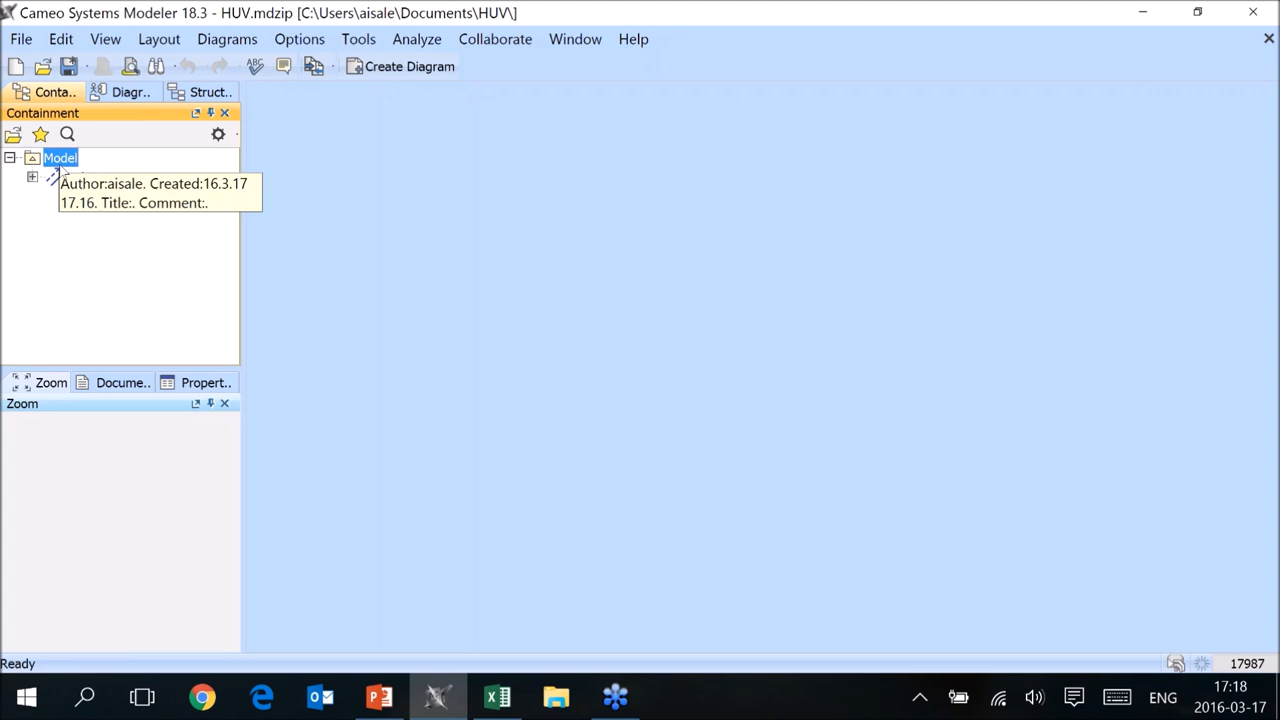 Cameo Systems Modeler 18.3 - HUV.mdzip [C:\Users\aisale\Documents\HUV\]
File Edit View Layout Diagrams Options Tools Analyze Collaborate Window Help
ABC Create Diagram
Conta.. Diagr.. Struct..
Containment
Model
Author:aisale. Created:16.3.17
17.16. Title:. Comment:.
Zoom Docume.. Propert..
Zoom
Ready 17987
ENG 17:18
2016-03-17